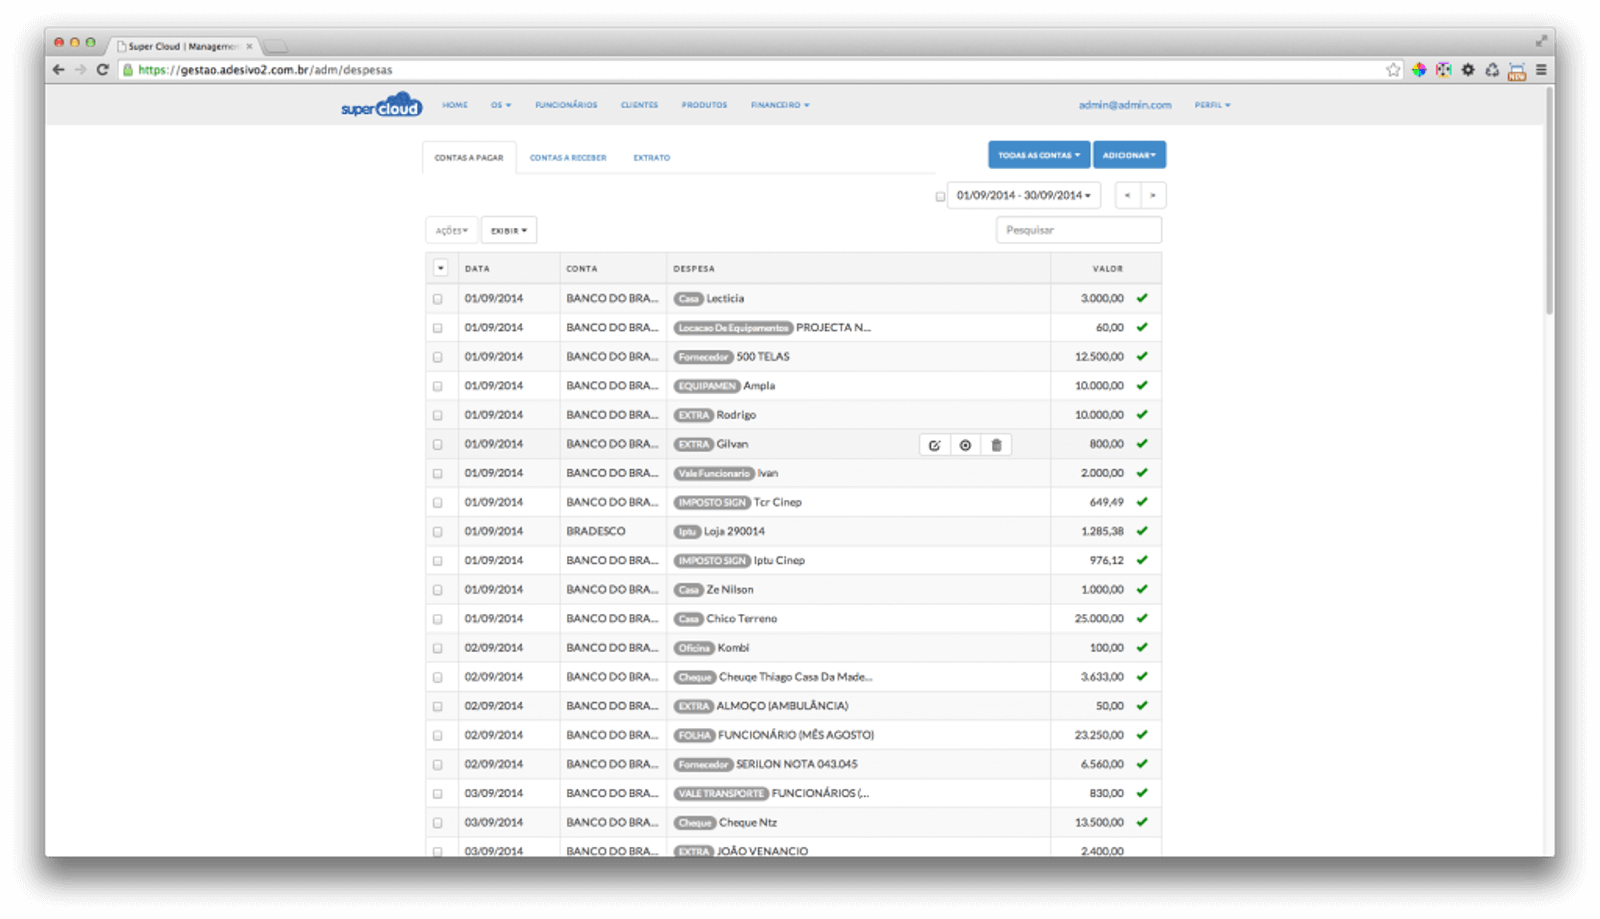 Super Cloud | Managemen
https://gestao.adesivo2.com.br/adm/despesas
NEW
supercloud HOME OS FUNCIONÁRIOS CLIENTES PRODUTOS FINANCEIRO admin@admin.com PERFIL
CONTAS A PAGAR CONTAS A RECEBER EXTRATO TODAS AS CONTAS ADICIONAR
01/09/2014 - 30/09/2014 < >
AÇÕES EXIBIR Pesquisar
DATA CONTA DESPESA VALOR
01/09/2014 BANCO DO BRA... Casa Lecticia 3.000,00
01/09/2014 BANCO DO BRA... Locacao De Equipamentos PROJECTA N... 60,00
01/09/2014 BANCO DO BRA... Fornecedor 500 TELAS 12.500,00
01/09/2014 BANCO DO BRA... EQUIPAMEN Ampla 10.000,00
01/09/2014 BANCO DO BRA... EXTRA Rodrigo 10.000,00
01/09/2014 BANCO DO BRA... EXTRA Gilvan 800,00
01/09/2014 BANCO DO BRA... Vale Funcionario Ivan 2.000,00
01/09/2014 BANCO DO BRA... IMPOSTO SIGN Tcr Cinep 649,49
01/09/2014 BRADESCO Iptu Loja 290014 1.285,38
01/09/2014 BANCO DO BRA... IMPOSTO SIGN Iptu Cinep 976,12
01/09/2014 BANCO DO BRA... Casa Ze Nilson 1.000,00
01/09/2014 BANCO DO BRA... Casa Chico Terreno 25.000,00
02/09/2014 BANCO DO BRA... Oficina Kombi 100,00
02/09/2014 BANCO DO BRA... Cheque Cheuqe Thiago Casa Da Made... 3.633,00
02/09/2014 BANCO DO BRA... EXTRA ALMOÇO (AMBULÂNCIA) 50,00
02/09/2014 BANCO DO BRA... FOLHA FUNCIONÁRIO (MÊS AGOSTO) 23.250,00
02/09/2014 BANCO DO BRA... Fornecedor SERILON NOTA 043.045 6.560,00
03/09/2014 BANCO DO BRA... VALE TRANSPORTE FUNCIONÁRIOS (... 830,00
03/09/2014 BANCO DO BRA... Cheque Cheque Ntz 13.500,00
03/09/2014 BANCO DO BRA... EXTRA JOÃO VENANCIO 2.400,00